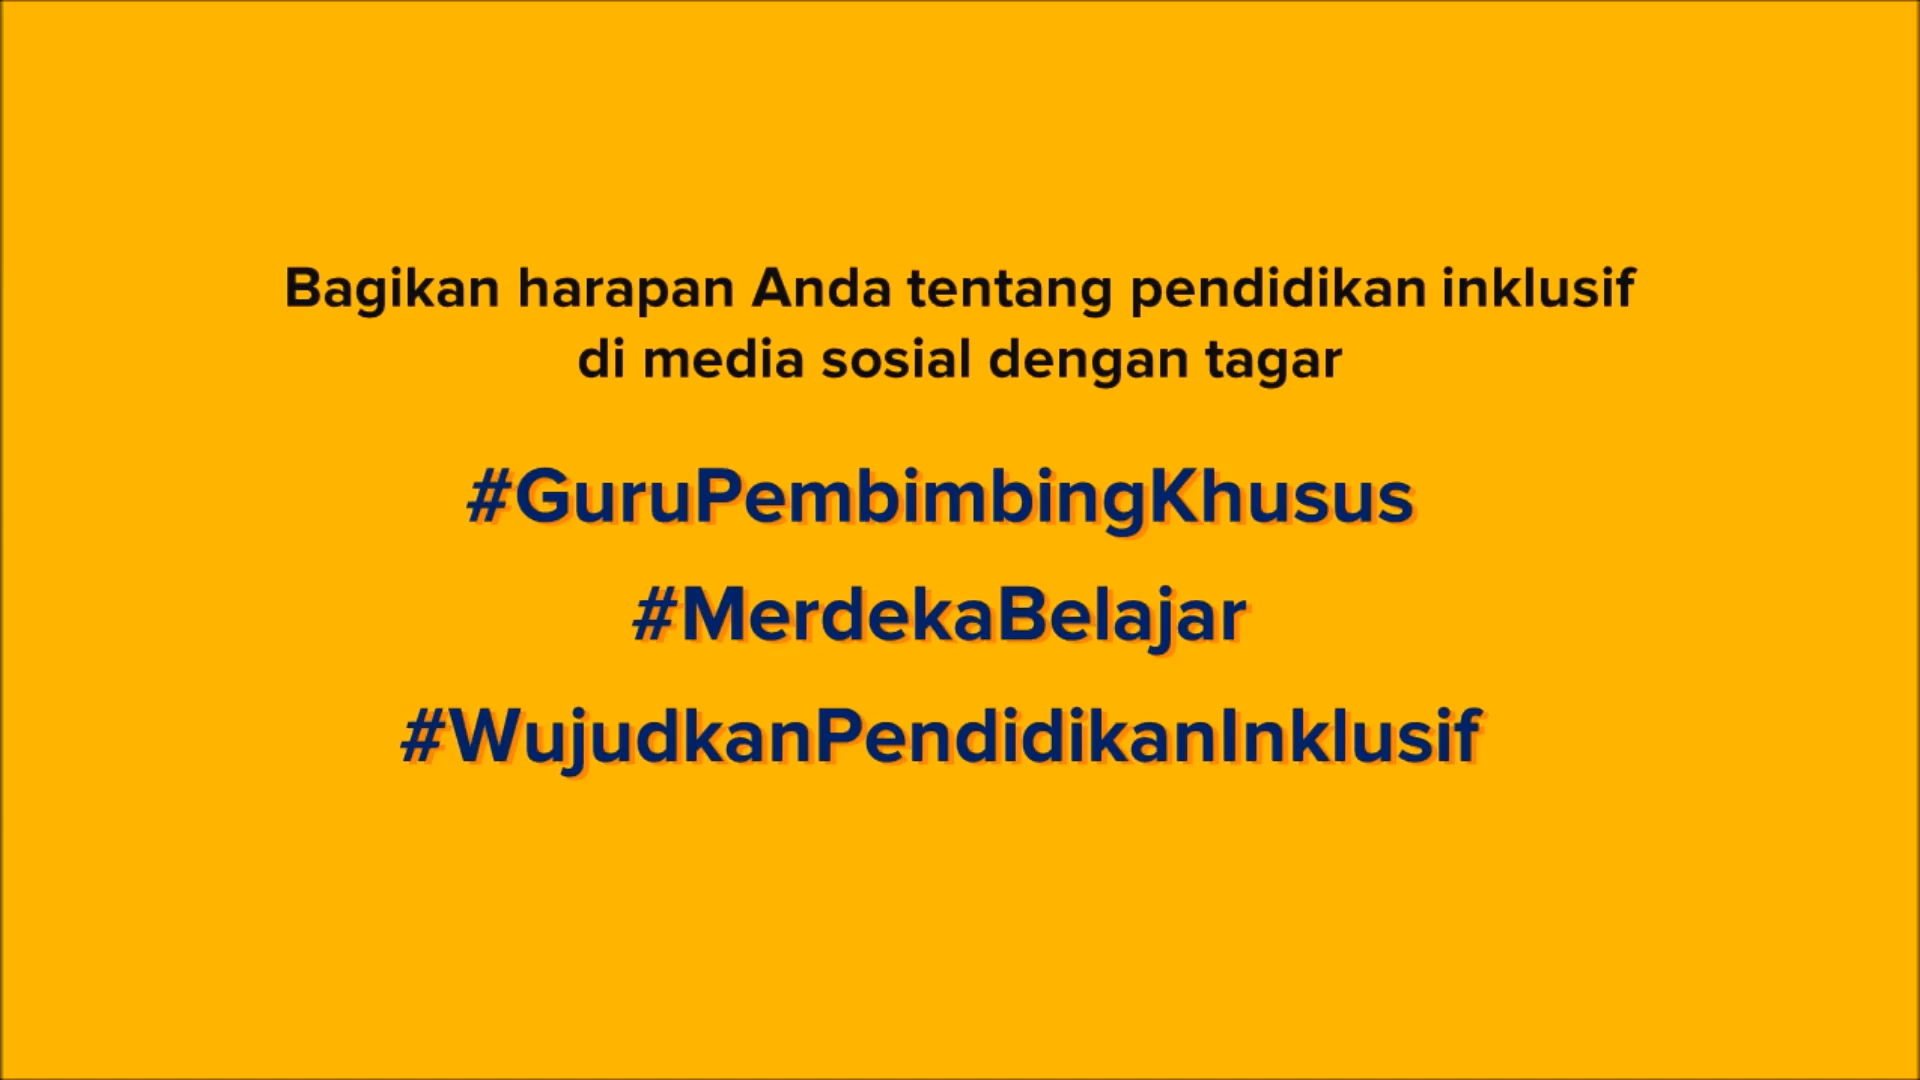 Bagikan harapan Anda tentang pendidikan inklusif
di media sosial dengan tagar
#GuruPembimbingKhusus
#MerdekaBelajar
#WujudkanPendidikanInklusif